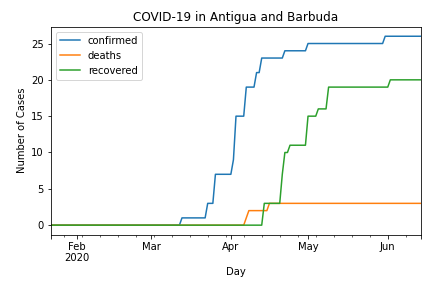 COVID-19 in Antigua and Barbuda
confirmed
deaths
recovered
Number of Cases
25
20
15
10
5
0
Feb Mar Apr May Jun
2020
Day